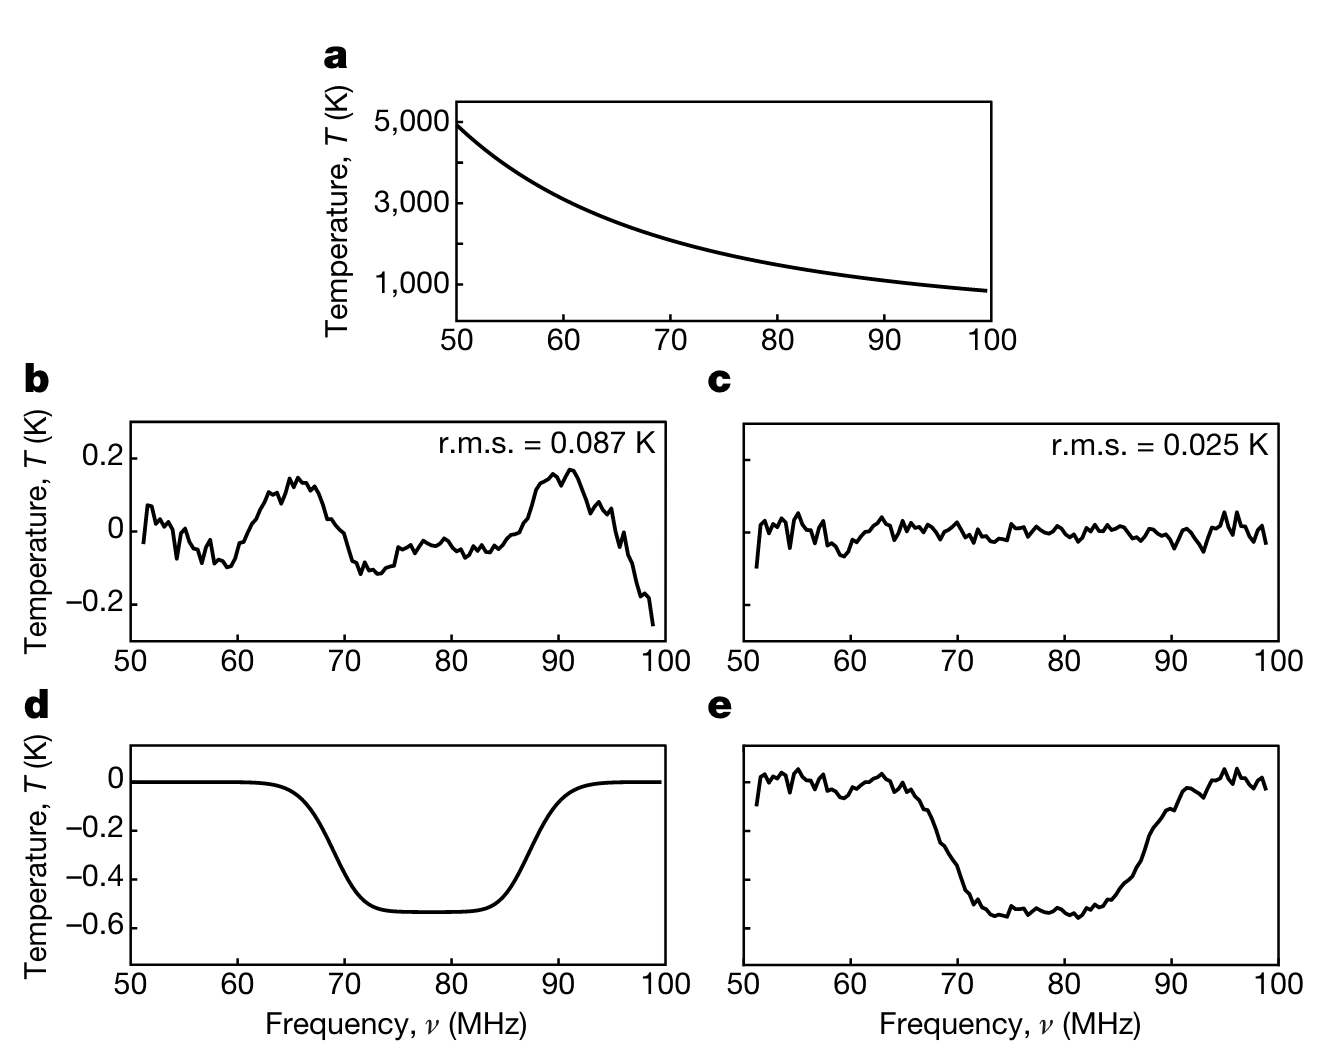 a
Temperature, T (K)
5,000
3,000
1,000
50 60 70 80 90 100
b
Temperature, T (K)
r.m.s. = 0.087 K
0.2
0
−0.2
50 60 70 80 90 100
c
r.m.s. = 0.025 K
50 60 70 80 90 100
d
Temperature, T (K)
0
−0.2
−0.4
−0.6
50 60 70 80 90 100
Frequency, ν (MHz)
e
50 60 70 80 90 100
Frequency, ν (MHz)